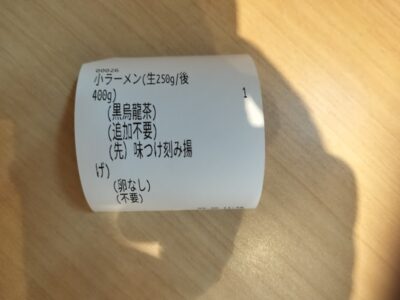 00026
小ラーメン(生250g/後
400g) 1
(黒烏龍茶)
(追加不要)
(先) 味つけ刻み揚
げ)
(卵なし)
(不要)